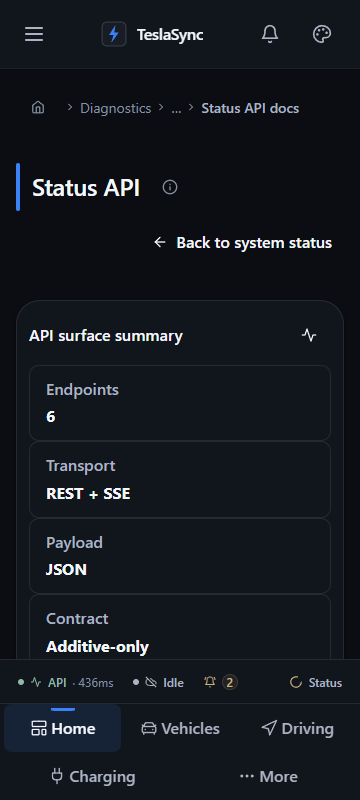 TeslaSync
Diagnostics ... Status API docs
Status API
Back to system status
API surface summary
Endpoints
6
Transport
REST + SSE
Payload
JSON
Contract
Additive-only
API · 436ms Idle 2 Status
Home Vehicles Driving
Charging More